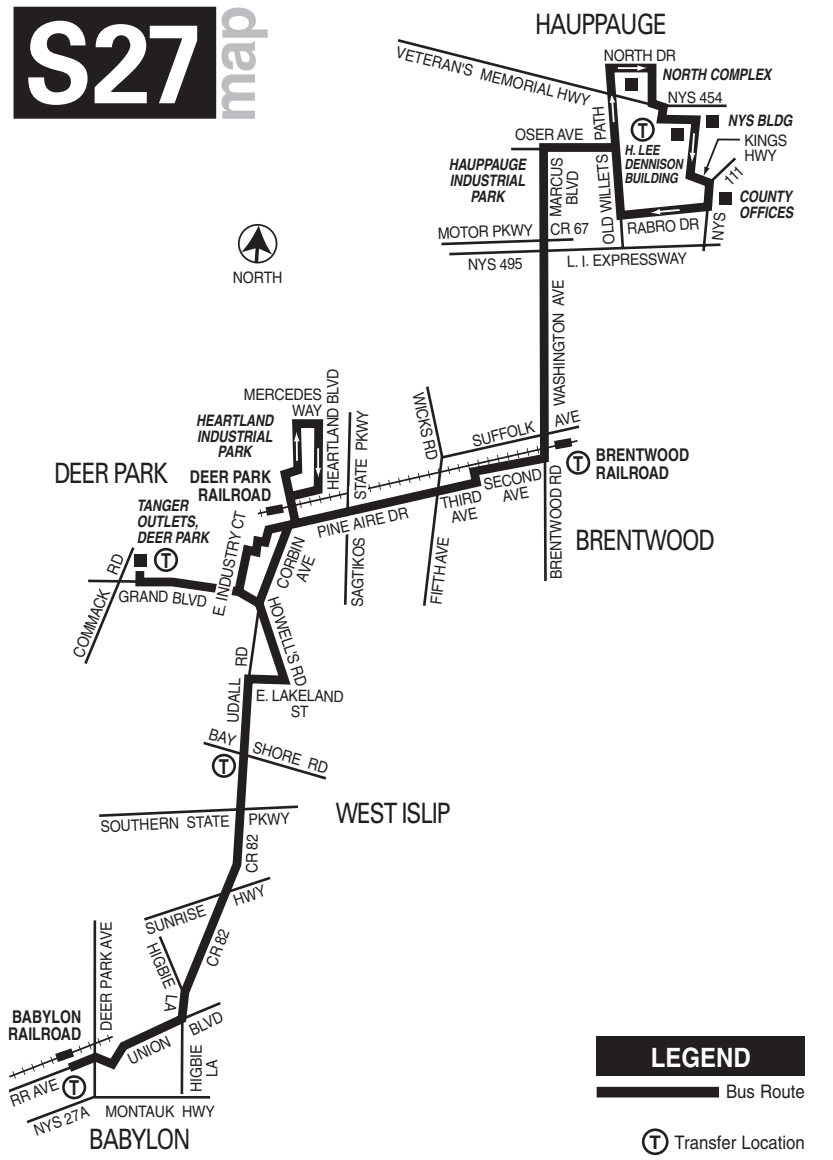 S27
map
HAUPPAUGE
VETERAN'S MEMORIAL HWY
NORTH DR
NORTH COMPLEX
NYS 454
NYS BLDG
KINGS
HWY
OSER AVE
OLD WILLETS PATH
T
H. LEE
DENNISON
BUILDING
HAUPPAUGE
INDUSTRIAL
PARK
MARCUS
BLVD
NYS 111
COUNTY
OFFICES
RABRO DR
MOTOR PKWY
CR 67
NYS 495
L. I. EXPRESSWAY
NORTH
WASHINGTON AVE
MERCEDES
WAY
HEARTLAND BLVD
HEARTLAND
INDUSTRIAL
PARK
WICKS RD
SUFFOLK AVE
DEER PARK
DEER PARK
RAILROAD
SAGTIKOS STATE PKWY
T
BRENTWOOD
RAILROAD
SECOND
AVE
THIRD
AVE
TANGER
OUTLETS,
DEER PARK
T
PINE AIRE DR
BRENTWOOD RD
BRENTWOOD
E. INDUSTRY CT
CORBIN
AVE
FIFTH AVE
COMMACK RD
GRAND BLVD
HOWELL'S RD
UDALL RD
E. LAKELAND
ST
BAY SHORE RD
T
SOUTHERN STATE PKWY
WEST ISLIP
CR 82
SUNRISE HWY
CR 82
HIGBIE LA
DEER PARK AVE
BABYLON
RAILROAD
UNION BLVD
HIGBIE
LA
RR AVE
T
NYS 27A
MONTAUK HWY
BABYLON
LEGEND
Bus Route
T Transfer Location